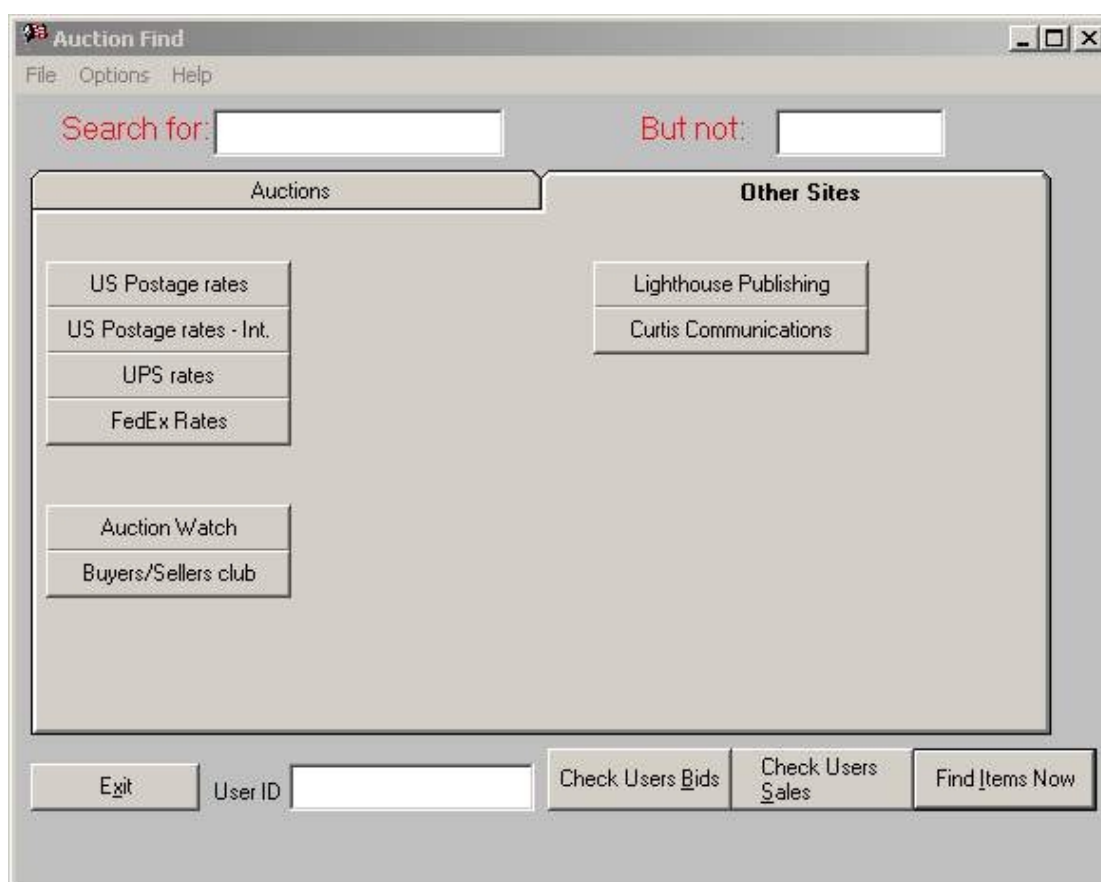 Auction Find
File Options Help
Search for:
But not:
Auctions
Other Sites
US Postage rates
US Postage rates - Int.
UPS rates
FedEx Rates
Auction Watch
Buyers/Sellers club
Lighthouse Publishing
Curtis Communications
Exit
User ID
Check Users Bids
Check Users
Sales
Find Items Now